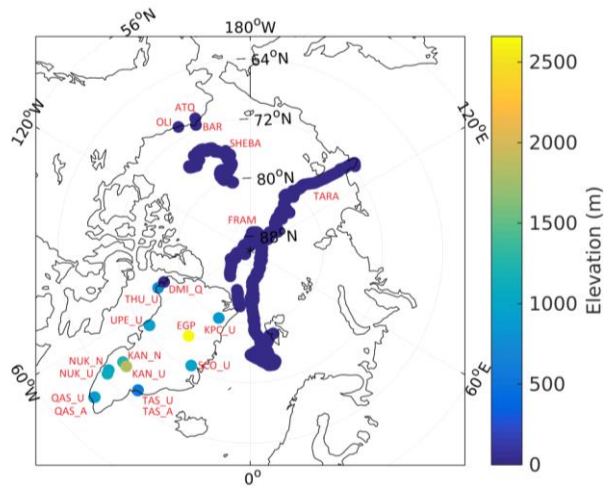 180°W
56°N
64°N
120°W
120°E
72°N
ATQ
OLI
BAR
SHEBA
80°N
TARA
FRAM
88°N
DMI_Q
THU_U
UPE_U
EGP
KPC_U
NUK_N
KAN_N
NUK_U
KAN_U
SCO_U
QAS_U
QAS_A
TAS_U
TAS_A
60°W
60°E
0°
2500
2000
1500
1000
500
0
Elevation (m)